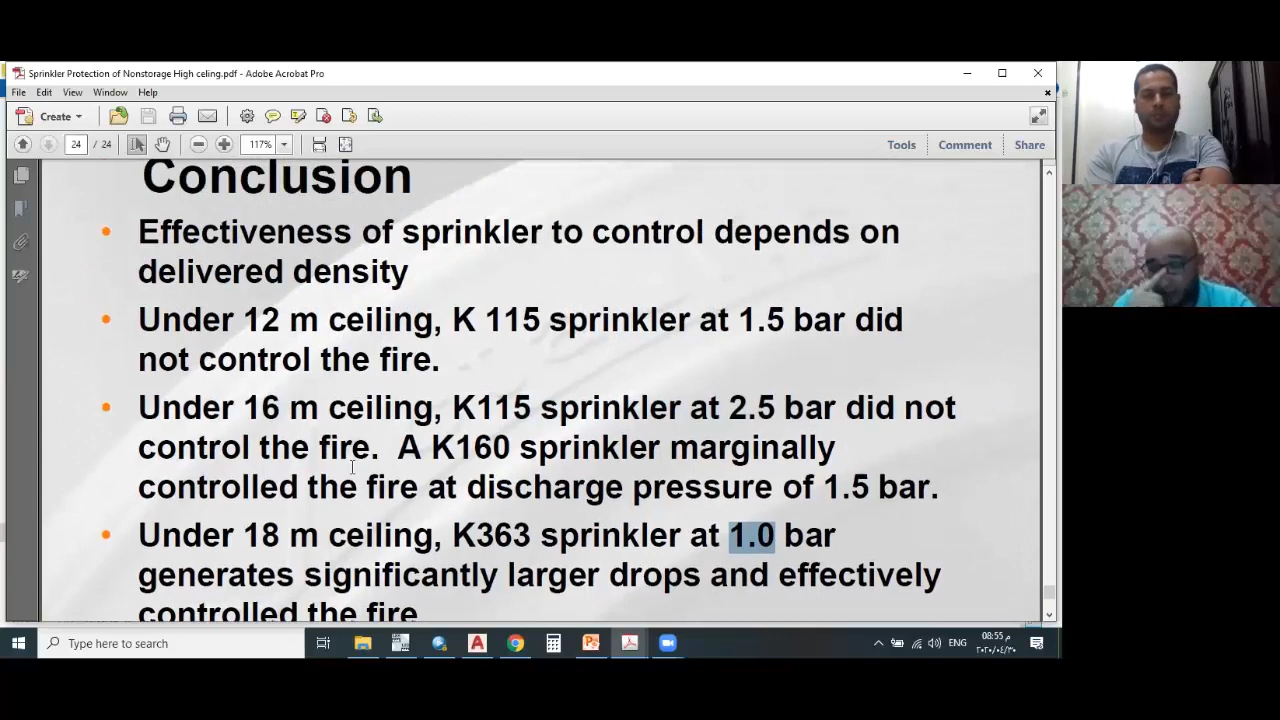 Sprinkler Protection of Nonstorage High celing.pdf - Adobe Acrobat Pro
File Edit View Window Help
Create
24 / 24 117% Tools Comment Share
Conclusion
• Effectiveness of sprinkler to control depends on
delivered density
• Under 12 m ceiling, K 115 sprinkler at 1.5 bar did
not control the fire.
• Under 16 m ceiling, K115 sprinkler at 2.5 bar did not
control the fire. A K160 sprinkler marginally
controlled the fire at discharge pressure of 1.5 bar.
• Under 18 m ceiling, K363 sprinkler at 1.0 bar
generates significantly larger drops and effectively
controlled the fire
Type here to search ENG 08:55 م
٢٠٢٠/٠٤/٣٠